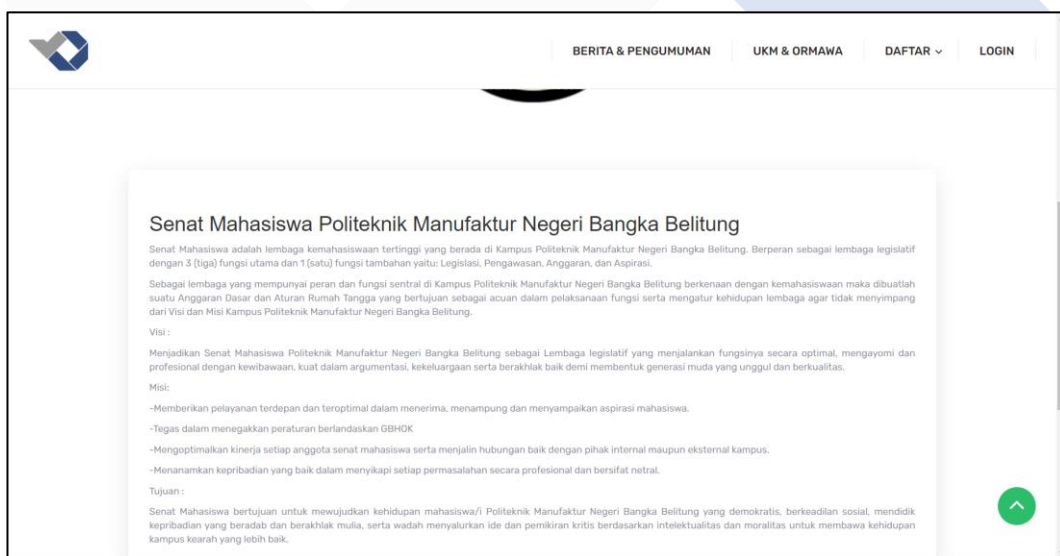 BERITA & PENGUMUMAN UKM & ORMAWA DAFTAR LOGIN
Senat Mahasiswa Politeknik Manufaktur Negeri Bangka Belitung
Senat Mahasiswa adalah lembaga kemahasiswaan tertinggi yang berada di Kampus Politeknik Manufaktur Negeri Bangka Belitung. Berperan sebagai lembaga legislatif
dengan 3 (tiga) fungsi utama dan 1 (satu) fungsi tambahan yaitu: Legislasi, Pengawasan, Anggaran, dan Aspirasi.
Sebagai lembaga yang mempunyai peran dan fungsi sentral di Kampus Politeknik Manufaktur Negeri Bangka Belitung berkenaan dengan kemahasiswaan maka dibuatlah
suatu Anggaran Dasar dan Aturan Rumah Tangga yang bertujuan sebagai acuan dalam pelaksanaan fungsi serta mengatur kehidupan lembaga agar tidak menyimpang
dari Visi dan Misi Kampus Politeknik Manufaktur Negeri Bangka Belitung.
Visi :
Menjadikan Senat Mahasiswa Politeknik Manufaktur Negeri Bangka Belitung sebagai Lembaga legislatif yang menjalankan fungsinya secara optimal, mengayomi dan
profesional dengan kewibawaan, kuat dalam argumentasi, kekeluargaan serta berakhlak baik demi membentuk generasi muda yang unggul dan berkualitas.
Misi:
-Memberikan pelayanan terdepan dan teroptimal dalam menerima, menampung dan menyampaikan aspirasi mahasiswa.
-Tegas dalam menegakkan peraturan berlandaskan GBHOK
-Mengoptimalkan kinerja setiap anggota senat mahasiswa serta menjalin hubungan baik dengan pihak internal maupun eksternal kampus.
-Menanamkan kepribadian yang baik dalam menyikapi setiap permasalahan secara profesional dan bersifat netral.
Tujuan :
Senat Mahasiswa bertujuan untuk mewujudkan kehidupan mahasiswa/i Politeknik Manufaktur Negeri Bangka Belitung yang demokratis, berkeadilan sosial, mendidik
kepribadian yang beradab dan berakhlak mulia, serta wadah menyalurkan ide dan pemikiran kritis berdasarkan intelektualitas dan moralitas untuk membawa kehidupan
kampus kearah yang lebih baik.